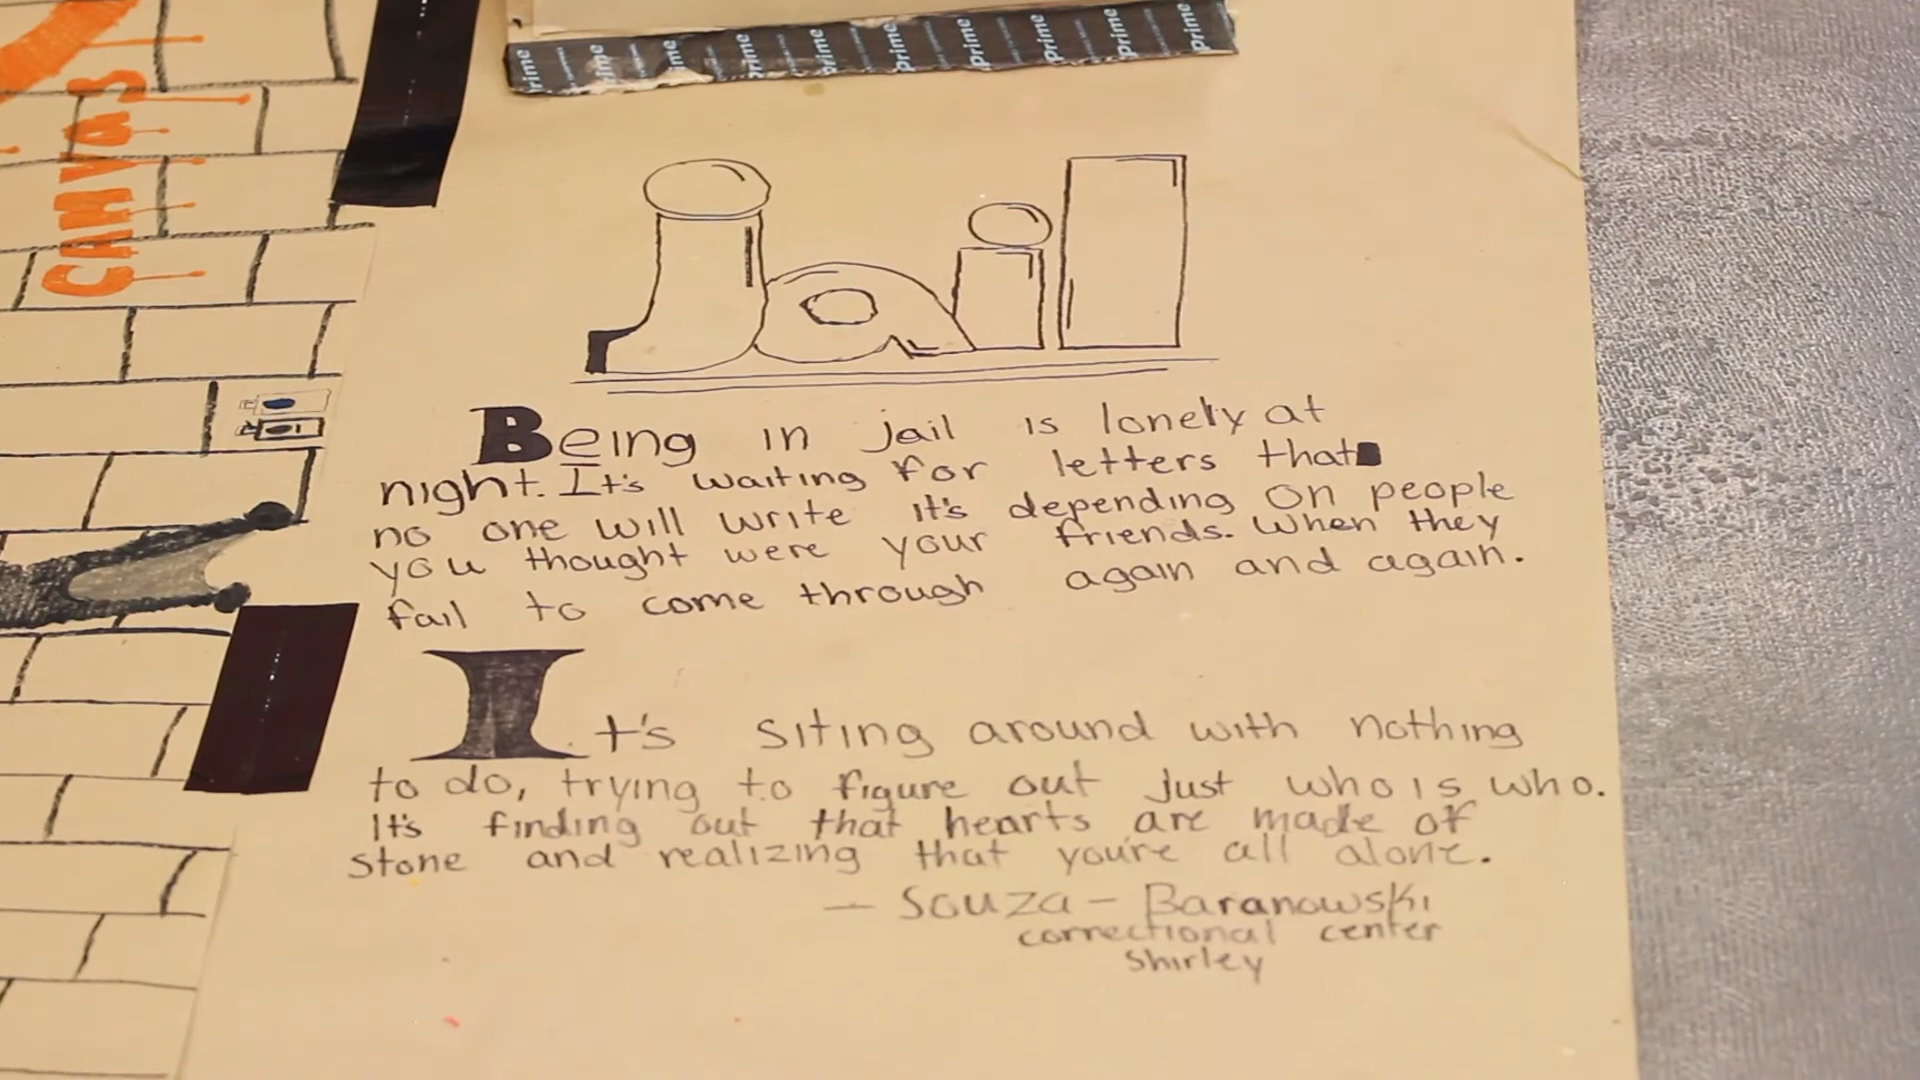 prime prime prime prime prime prime prime prime
CANVAS
Jail
Being in jail is lonely at
night. It's waiting for letters that
no one will write it's depending on people
you thought were your friends. When they
fail to come through again and again.
It's siting around with nothing
to do, trying to figure out just who is who.
It's finding out that hearts are made of
stone and realizing that you're all alone.
— Souza - Baranowski
correctional center
Shirley